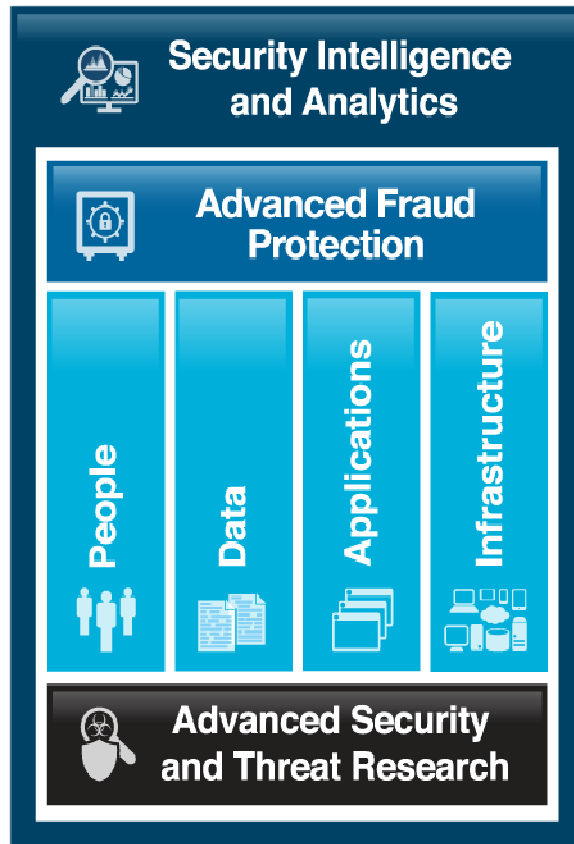 Security Intelligence
and Analytics
Advanced Fraud
Protection
People
Data
Applications
Infrastructure
Advanced Security
and Threat Research